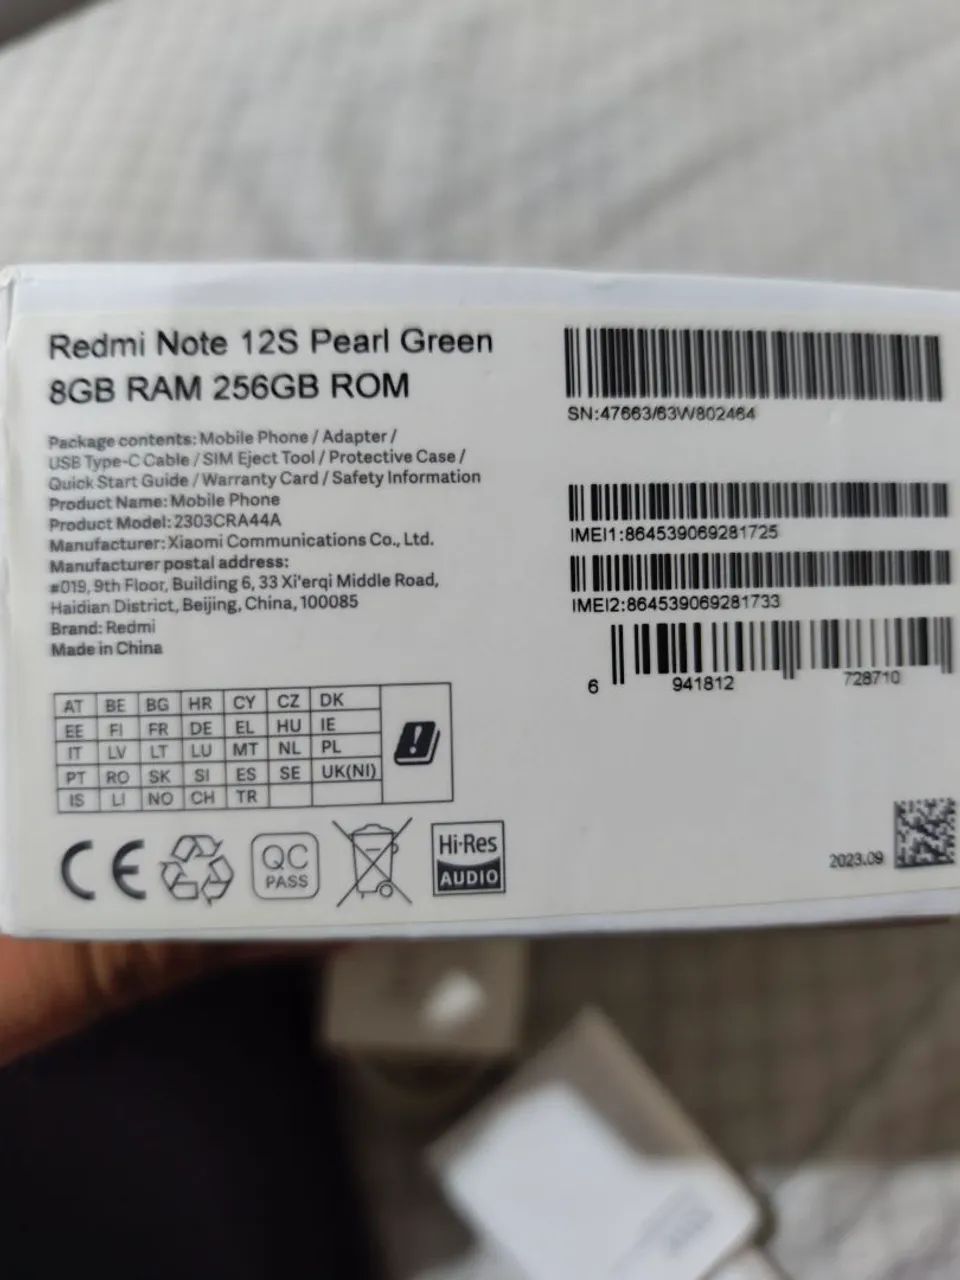 Redmi Note 12S Pearl Green
8GB RAM 256GB ROM
Package contents: Mobile Phone / Adapter /
USB Type-C Cable / SIM Eject Tool / Protective Case /
Quick Start Guide / Warranty Card / Safety Information
Product Name: Mobile Phone
Product Model: 2303CRA44A
Manufacturer: Xiaomi Communications Co., Ltd.
Manufacturer postal address:
#019, 9th Floor, Building 6, 33 Xi'erqi Middle Road,
Haidian District, Beijing, China, 100085
Brand: Redmi
Made in China
AT BE BG HR CY CZ DK
EE FI FR DE EL HU IE
IT LV LT LU MT NL PL
PT RO SK SI ES SE UK(NI)
IS LI NO CH TR
CE
QC
PASS
Hi-Res
AUDIO
SN:47663/63W802464
IMEI1:864539069281725
IMEI2:864539069281733
6 941812 728710
2023.09